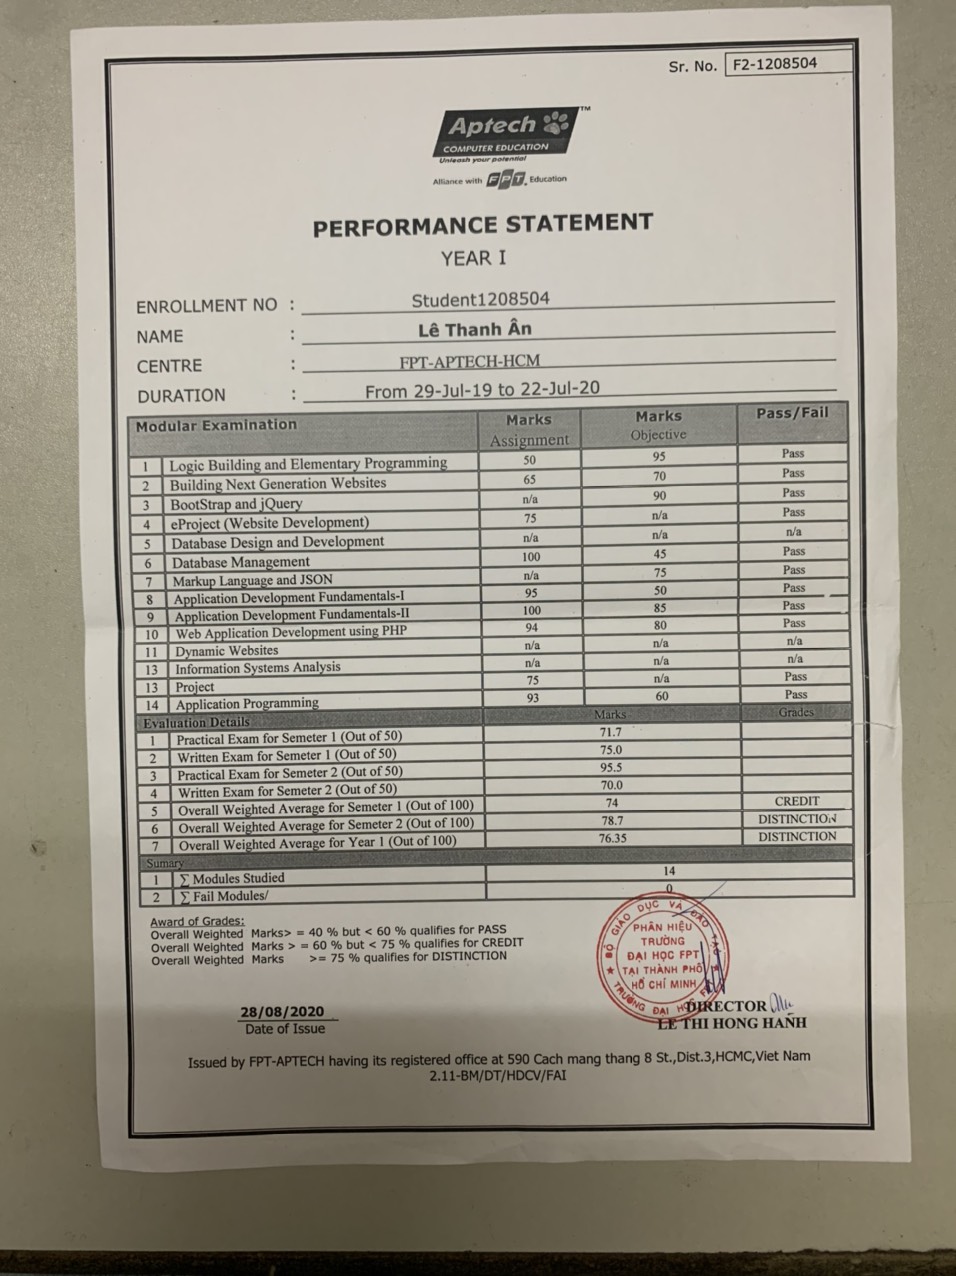 Sr. No. F2-1208504
Aptech TM
COMPUTER EDUCATION
Unleash your potential
Alliance with FPT Education
PERFORMANCE STATEMENT
YEAR I
ENROLLMENT NO : Student1208504
NAME : Lê Thanh Ân
CENTRE : FPT-APTECH-HCM
DURATION : From 29-Jul-19 to 22-Jul-20
Modular Examination Marks Assignment Marks Objective Pass/Fail
1 Logic Building and Elementary Programming 50 95 Pass
2 Building Next Generation Websites 65 70 Pass
3 BootStrap and jQuery n/a 90 Pass
4 eProject (Website Development) 75 n/a Pass
5 Database Design and Development n/a n/a n/a
6 Database Management 100 45 Pass
7 Markup Language and JSON n/a 75 Pass
8 Application Development Fundamentals-I 95 50 Pass
9 Application Development Fundamentals-II 100 85 Pass
10 Web Application Development using PHP 94 80 Pass
11 Dynamic Websites n/a n/a n/a
13 Information Systems Analysis n/a n/a n/a
13 Project 75 n/a Pass
14 Application Programming 93 60 Pass
Evaluation Details Marks Grades
1 Practical Exam for Semeter 1 (Out of 50) 71.7
2 Written Exam for Semeter 1 (Out of 50) 75.0
3 Practical Exam for Semeter 2 (Out of 50) 95.5
4 Written Exam for Semeter 2 (Out of 50) 70.0
5 Overall Weighted Average for Semeter 1 (Out of 100) 74 CREDIT
6 Overall Weighted Average for Semeter 2 (Out of 100) 78.7 DISTINCTION
7 Overall Weighted Average for Year 1 (Out of 100) 76.35 DISTINCTION
Sumary
1 ∑ Modules Studied 14
2 ∑ Fail Modules/ 0
Award of Grades:
Overall Weighted Marks> = 40 % but < 60 % qualifies for PASS
Overall Weighted Marks > = 60 % but < 75 % qualifies for CREDIT
Overall Weighted Marks >= 75 % qualifies for DISTINCTION
BỘ GIÁO DỤC VÀ ĐÀO TẠO
PHÂN HIỆU
TRƯỜNG
ĐẠI HỌC FPT
TẠI THÀNH PHỐ
HỒ CHÍ MINH
TRƯỜNG ĐẠI HỌC
28/08/2020
Date of Issue
DIRECTOR
LE THI HONG HANH
Issued by FPT-APTECH having its registered office at 590 Cach mang thang 8 St.,Dist.3,HCMC,Viet Nam
2.11-BM/DT/HDCV/FAI